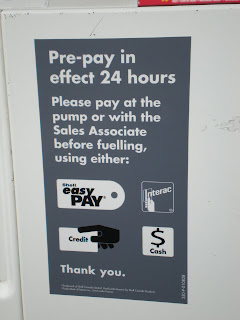 Pre-pay in
effect 24 hours
Please pay at the
pump or with the
Sales Associate
before fuelling,
using either:
Shell
easy
PAY
Interac
Credit
$
Cash
Thank you.